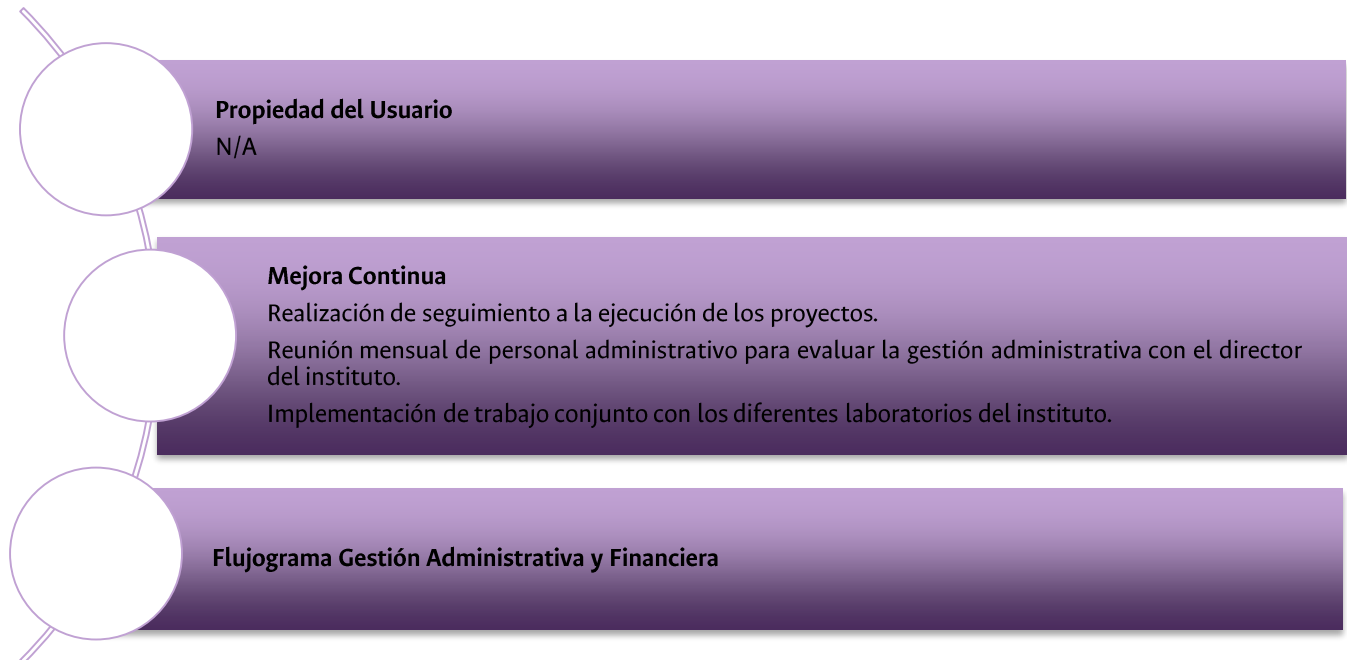 Propiedad del Usuario
N/A
Mejora Continua
Realización de seguimiento a la ejecución de los proyectos.
Reunión mensual de personal administrativo para evaluar la gestión administrativa con el director
del instituto.
Implementación de trabajo conjunto con los diferentes laboratorios del instituto.
Flujograma Gestión Administrativa y Financiera